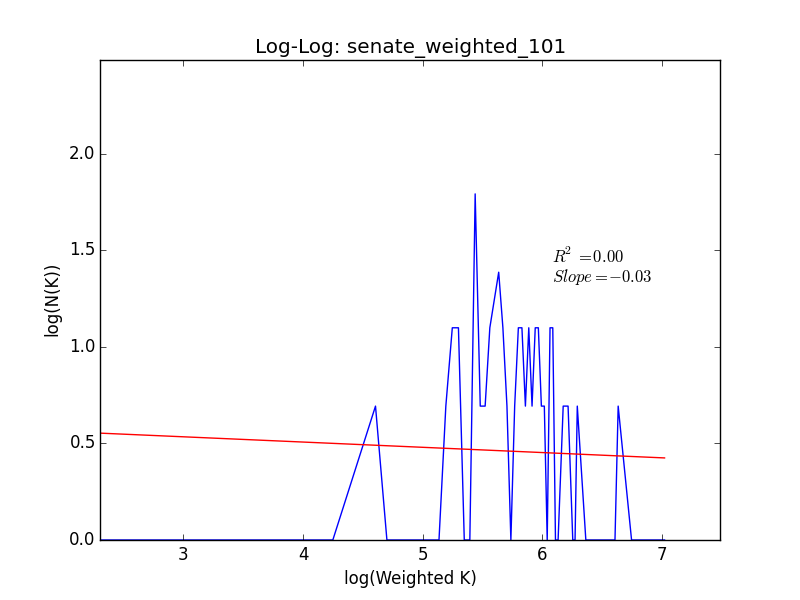 Log-Log: senate_weighted_101
2.0
1.5
1.0
0.5
0.0
log(N(K))
R² =0.00
Slope=−0.03
3 4 5 6 7
log(Weighted K)